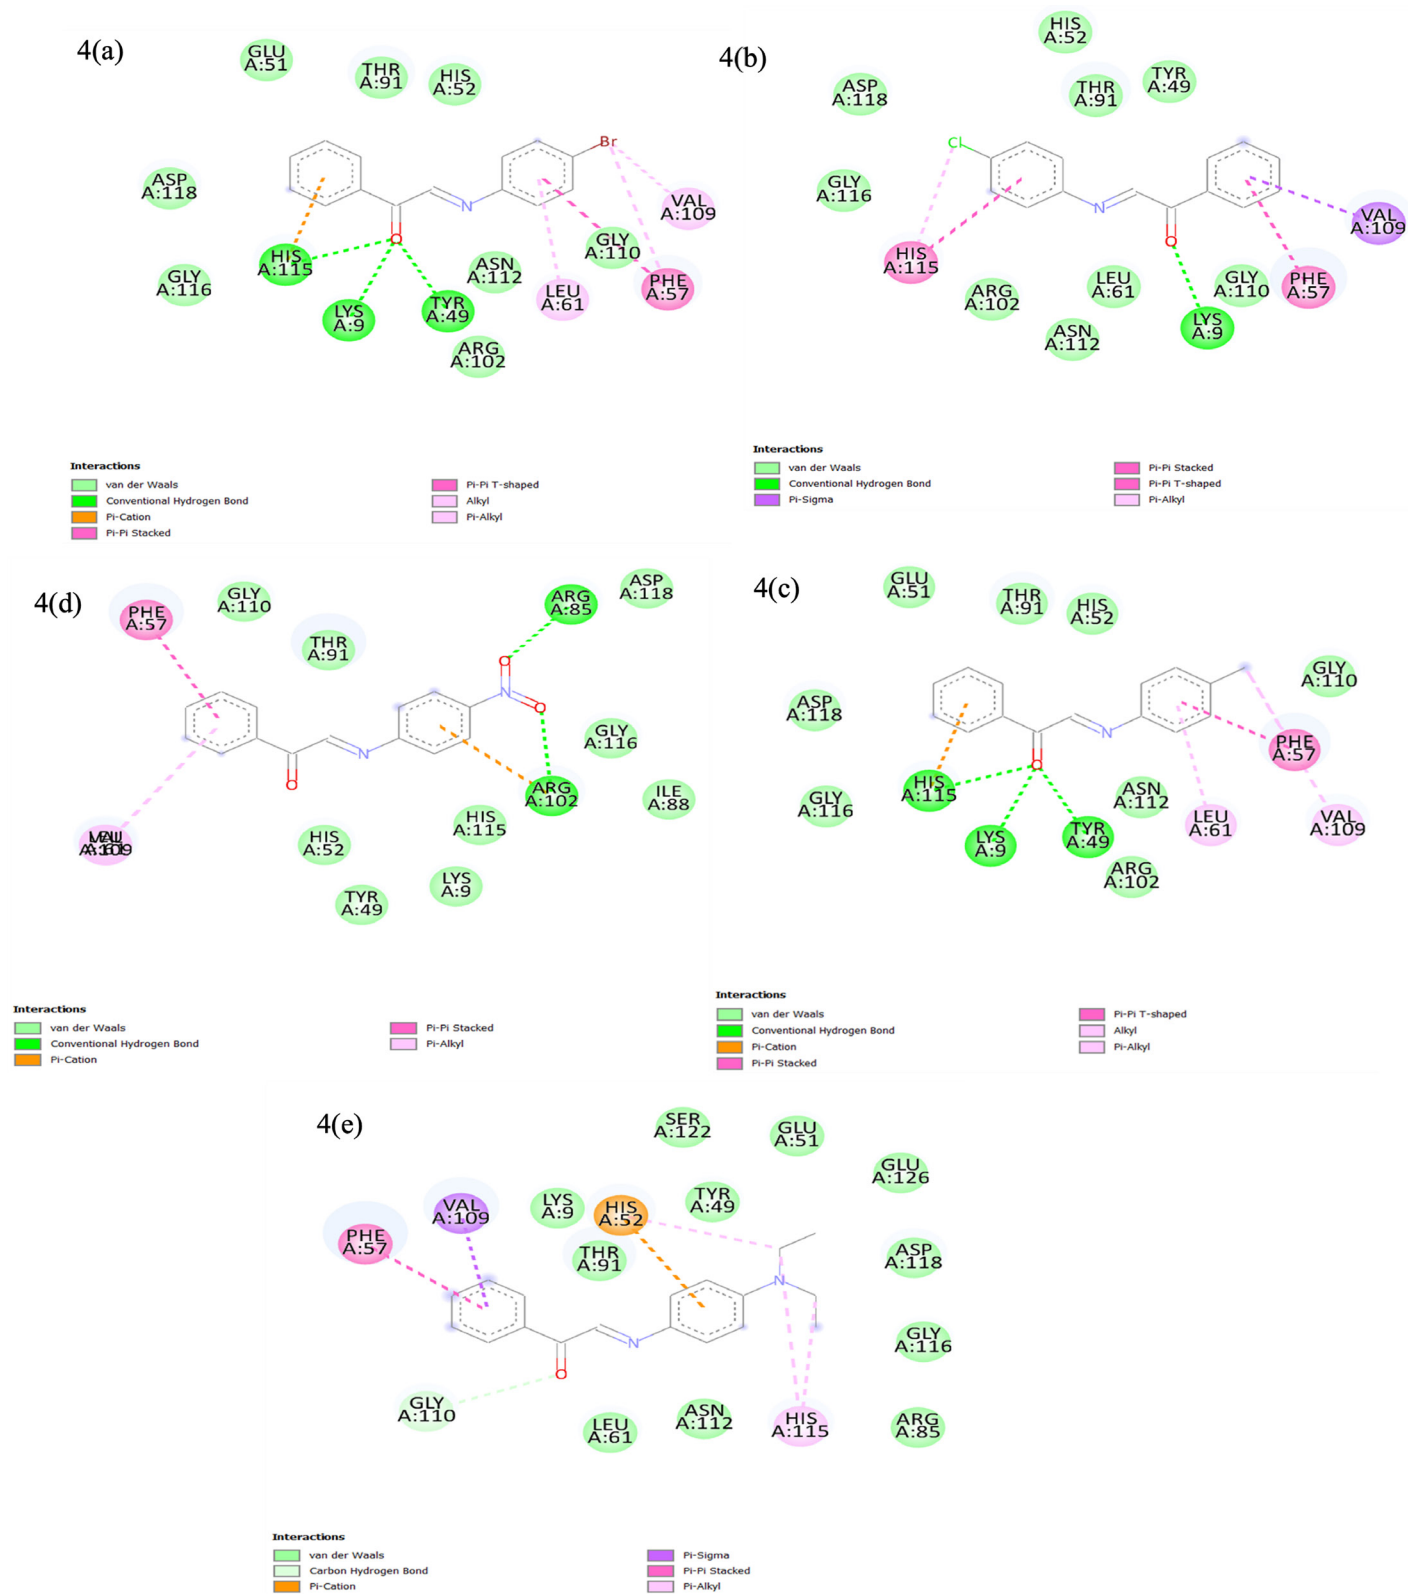 4(a)
GLU
A:51
THR
A:91
HIS
A:52
Br
ASP
A:118
VAL
A:109
N
O
HIS
A:115
GLY
A:110
GLY
A:116
ASN
A:112
LEU
A:61
PHE
A:57
LYS
A:9
TYR
A:49
ARG
A:102
Interactions
van der Waals
Conventional Hydrogen Bond
Pi-Cation
Pi-Pi Stacked
Pi-Pi T-shaped
Alkyl
Pi-Alkyl
4(b)
HIS
A:52
ASP
A:118
THR
A:91
TYR
A:49
Cl
GLY
A:116
N
O
VAL
A:109
HIS
A:115
ARG
A:102
LEU
A:61
GLY
A:110
PHE
A:57
ASN
A:112
LYS
A:9
Interactions
van der Waals
Conventional Hydrogen Bond
Pi-Sigma
Pi-Pi Stacked
Pi-Pi T-shaped
Pi-Alkyl
4(d)
PHE
A:57
GLY
A:110
ARG
A:85
ASP
A:118
THR
A:91
O
N
O
N
O
GLY
A:116
ARG
A:102
ILE
A:88
HIS
A:115
HIS
A:52
LYS
A:9
TYR
A:49
Interactions
van der Waals
Conventional Hydrogen Bond
Pi-Cation
Pi-Pi Stacked
Pi-Alkyl
4(c)
GLU
A:51
THR
A:91
HIS
A:52
GLY
A:110
ASP
A:118
N
O
PHE
A:57
HIS
A:115
GLY
A:116
ASN
A:112
LEU
A:61
VAL
A:109
LYS
A:9
TYR
A:49
ARG
A:102
Interactions
van der Waals
Conventional Hydrogen Bond
Pi-Cation
Pi-Pi Stacked
Pi-Pi T-shaped
Alkyl
Pi-Alkyl
4(e)
SER
A:122
GLU
A:51
GLU
A:126
VAL
A:109
LYS
A:9
HIS
A:52
TYR
A:49
PHE
A:57
THR
A:91
ASP
A:118
N
N
O
GLY
A:116
GLY
A:110
LEU
A:61
ASN
A:112
HIS
A:115
ARG
A:85
Interactions
van der Waals
Carbon Hydrogen Bond
Pi-Cation
Pi-Sigma
Pi-Pi Stacked
Pi-Alkyl